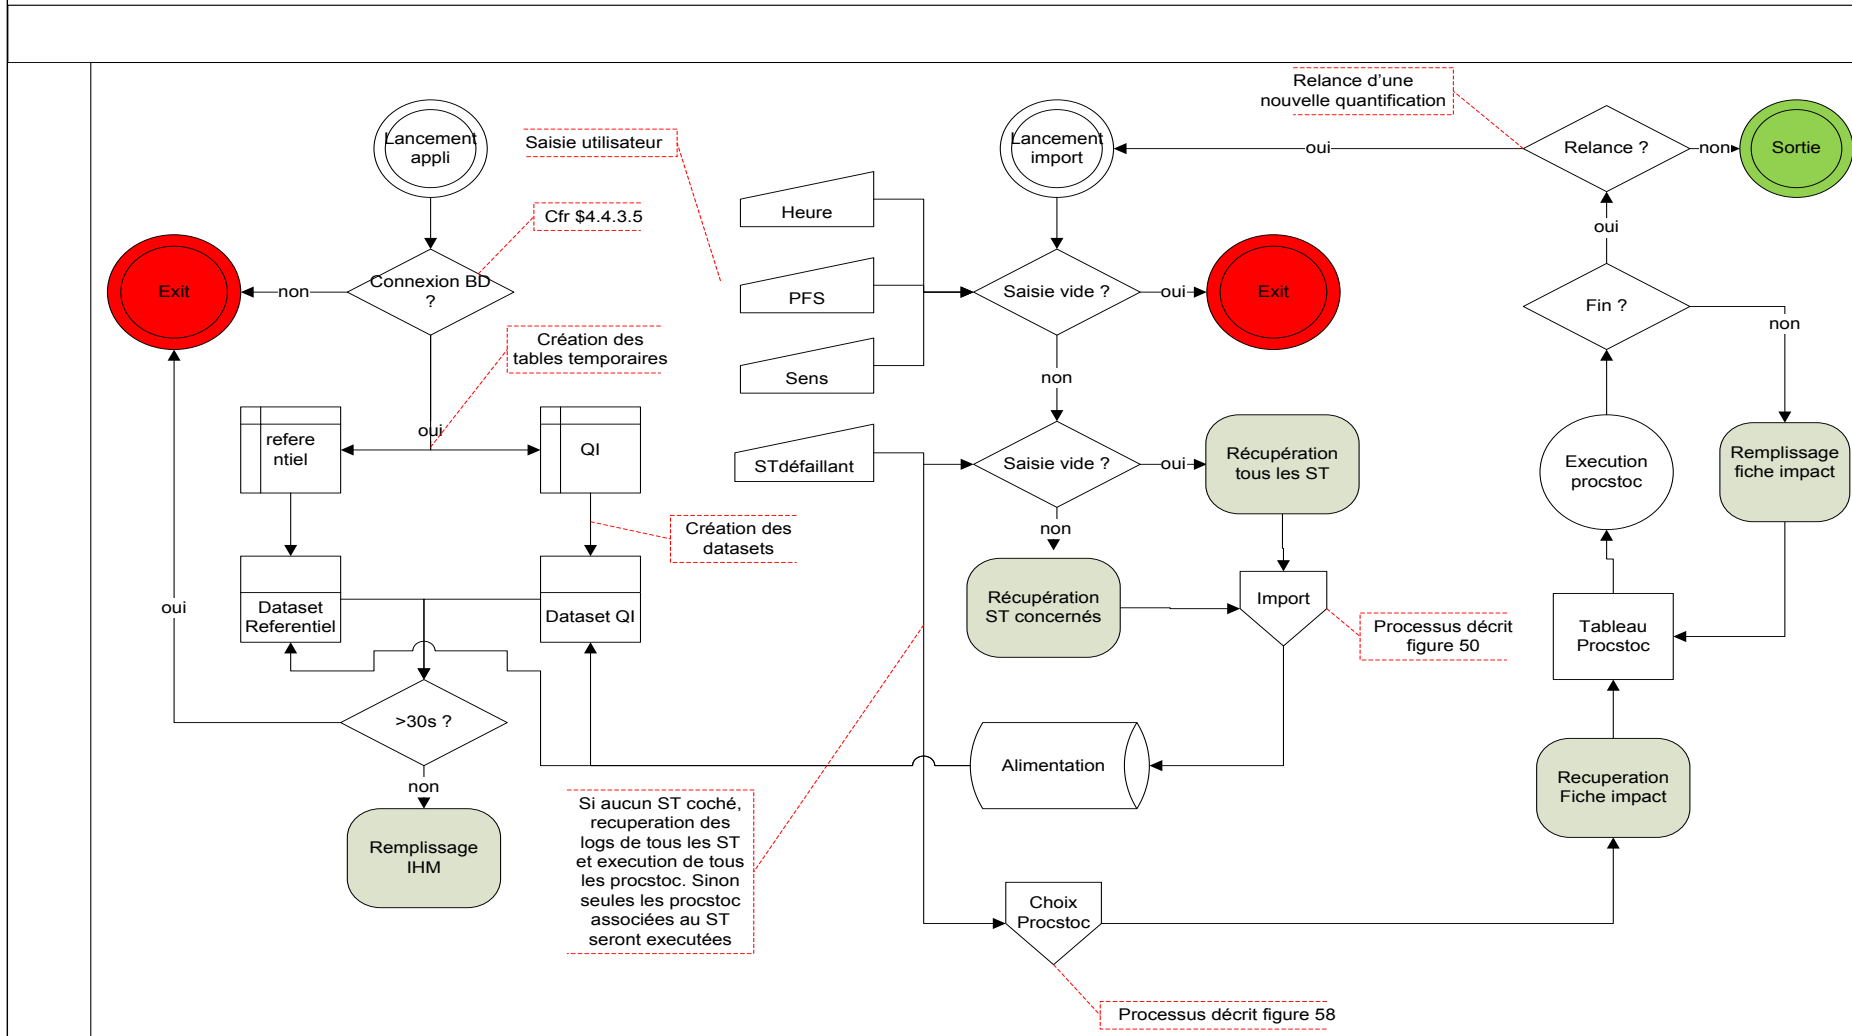 Relance d'une
nouvelle quantification
Lancement
appli
Saisie utilisateur
Lancement
import
oui
Relance ?
non
Sortie
Heure
Cfr $4.4.3.5
oui
Exit
non
Connexion BD
?
PFS
Saisie vide ?
oui
Exit
Fin ?
non
Création des
tables temporaires
Sens
non
oui
refere
ntiel
QI
STdéfaillant
Saisie vide ?
oui
Récupération
tous les ST
Execution
procstoc
Remplissage
fiche impact
Création des
datasets
non
oui
Dataset
Referentiel
Dataset QI
Récupération
ST concernés
Import
Processus décrit
figure 50
Tableau
Procstoc
>30s ?
Alimentation
non
Recuperation
Fiche impact
Remplissage
IHM
Si aucun ST coché,
recuperation des
logs de tous les ST
et execution de tous
les procstoc. Sinon
seules les procstoc
associées au ST
seront executées
Choix
Procstoc
Processus décrit figure 58